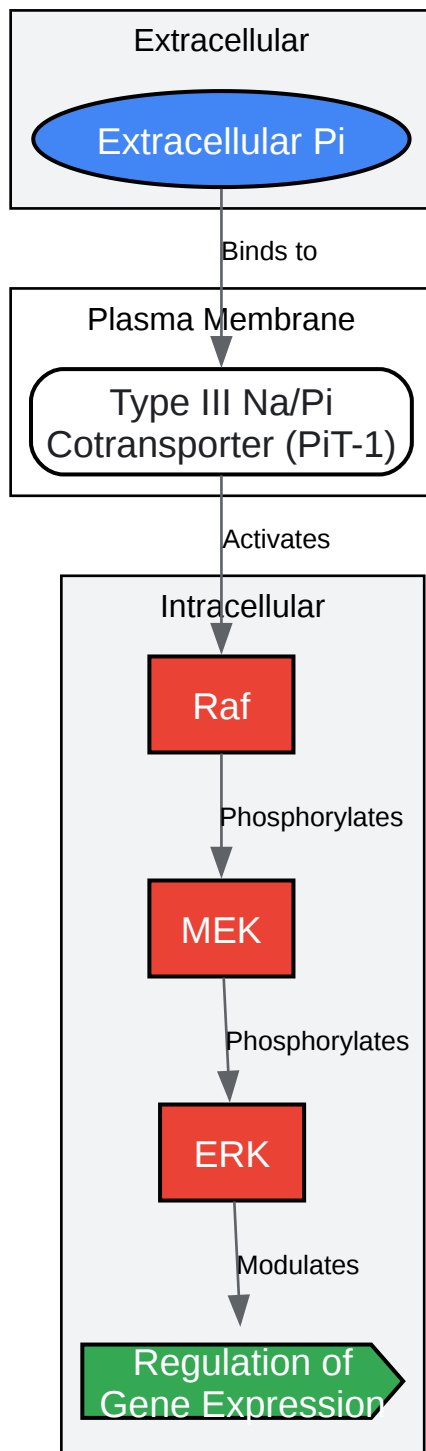 Extracellular
Extracellular Pi
Binds to
Plasma Membrane
Type III Na/Pi
Cotransporter (PiT-1)
Activates
Intracellular
Raf
Phosphorylates
MEK
Phosphorylates
ERK
Modulates
Regulation of
Gene Expression